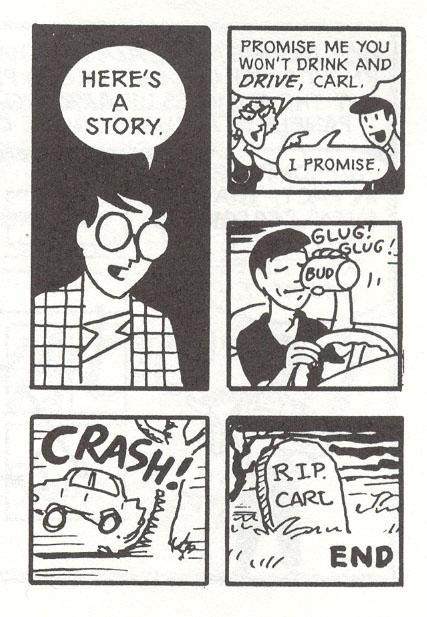 HERE'S
A
STORY.
PROMISE ME YOU
WON'T DRINK AND
DRIVE, CARL.
I PROMISE.
GLUG!
GLUG!
BUD
CRASH!
R.I.P.
CARL
END